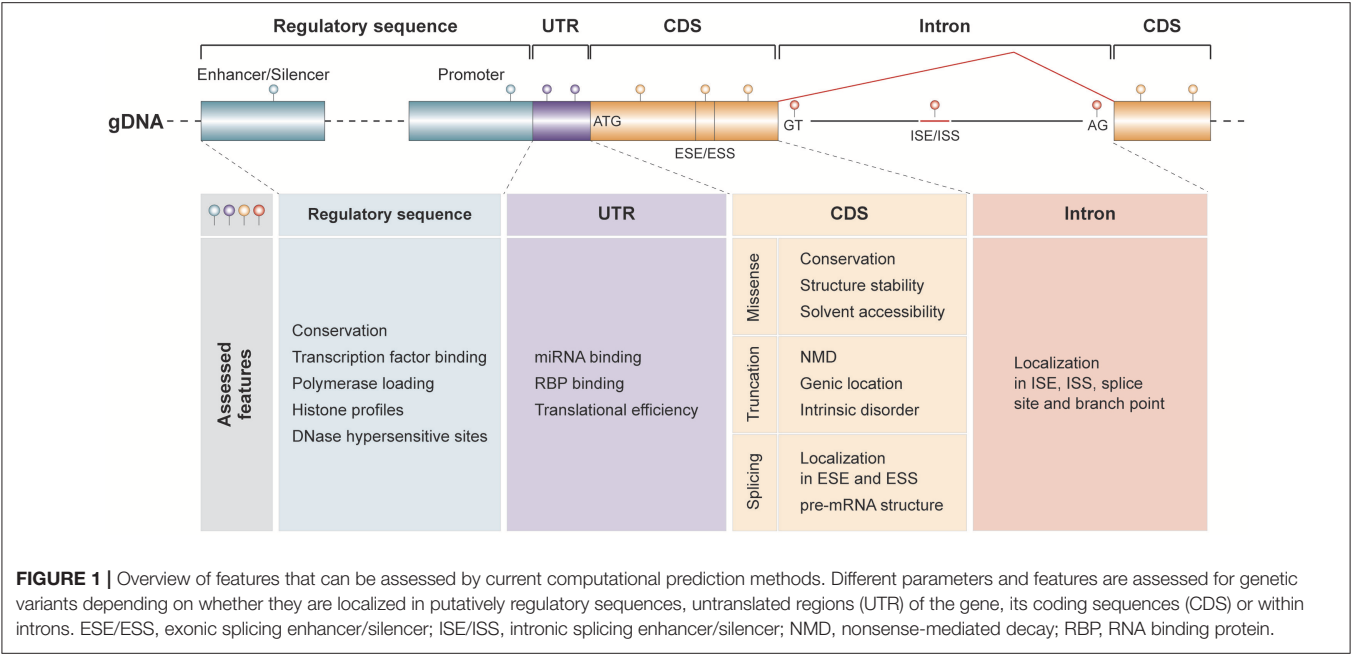 Regulatory sequence UTR CDS Intron CDS
Enhancer/Silencer Promoter
gDNA ATG GT ISE/ISS AG
ESE/ESS
Regulatory sequence UTR CDS Intron
Assessed features
Conservation
Transcription factor binding
Polymerase loading
Histone profiles
DNase hypersensitive sites
miRNA binding
RBP binding
Translational efficiency
Missense
Conservation
Structure stability
Solvent accessibility
Truncation
NMD
Genic location
Intrinsic disorder
Splicing
Localization
in ESE and ESS
pre-mRNA structure
Localization
in ISE, ISS, splice
site and branch point
FIGURE 1 | Overview of features that can be assessed by current computational prediction methods. Different parameters and features are assessed for genetic
variants depending on whether they are localized in putatively regulatory sequences, untranslated regions (UTR) of the gene, its coding sequences (CDS) or within
introns. ESE/ESS, exonic splicing enhancer/silencer; ISE/ISS, intronic splicing enhancer/silencer; NMD, nonsense-mediated decay; RBP, RNA binding protein.